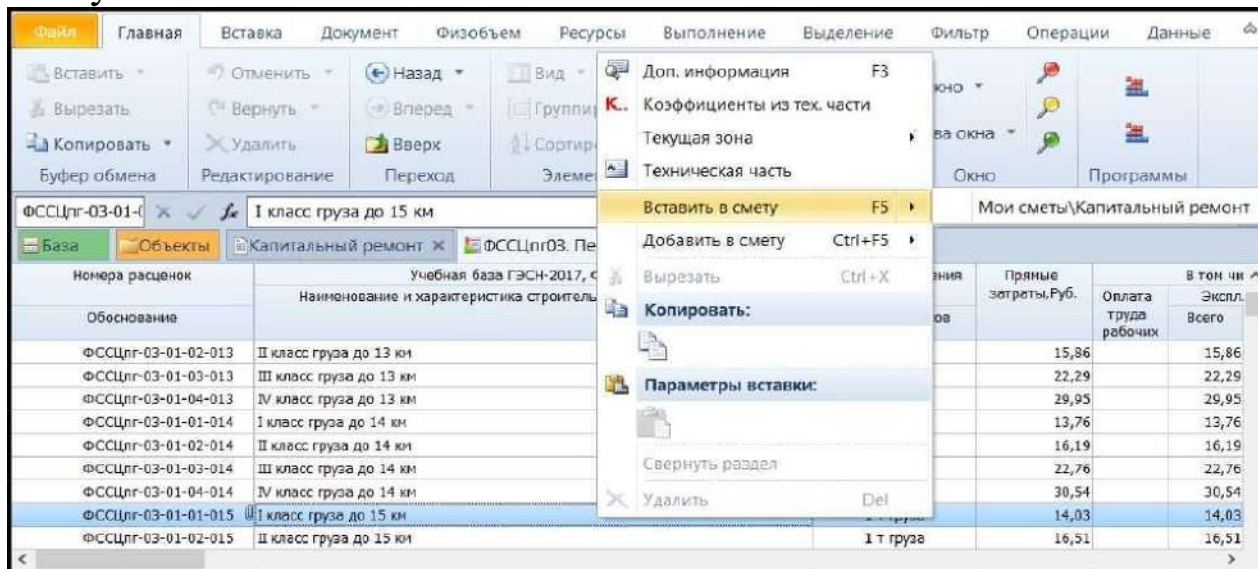 у
Файл Главная Вставка Документ Физобъем Ресурсы Выполнение Выделение Фильтр Операции Данные
Вставить Отменить Назад Вид
Вырезать Вернуть Вперед
Копировать Удалить Вверх
Буфер обмена Редактирование Переход Окно Программы
Доп. информация F3
К.. Коэффициенты из тех. части
Текущая зона
Техническая часть
Вставить в смету F5
Добавить в смету Ctrl+F5
Вырезать Ctrl+X
Копировать:
Параметры вставки:
Свернуть раздел
Удалить Del
ФССЦпг-03-01-( fx I класс груза до 15 км Мои сметы\Капитальный ремонт
База Объекты Капитальный ремонт ФССЦпг03. Пе
Номера расценок Учебная база ГЭСН-2017, Прямые затраты,Руб. В том чи
Обоснование Наименование и характеристика строитель Оплата труда рабочих Экспл. Всего
ФССЦпг-03-01-02-013 II класс груза до 13 км 15,86 15,86
ФССЦпг-03-01-03-013 III класс груза до 13 км 22,29 22,29
ФССЦпг-03-01-04-013 IV класс груза до 13 км 29,95 29,95
ФССЦпг-03-01-01-014 I класс груза до 14 км 13,76 13,76
ФССЦпг-03-01-02-014 II класс груза до 14 км 16,19 16,19
ФССЦпг-03-01-03-014 III класс груза до 14 км 22,76 22,76
ФССЦпг-03-01-04-014 IV класс груза до 14 км 30,54 30,54
ФССЦпг-03-01-01-015 I класс груза до 15 км 14,03 14,03
ФССЦпг-03-01-02-015 II класс груза до 15 км 1 т груза 16,51 16,51